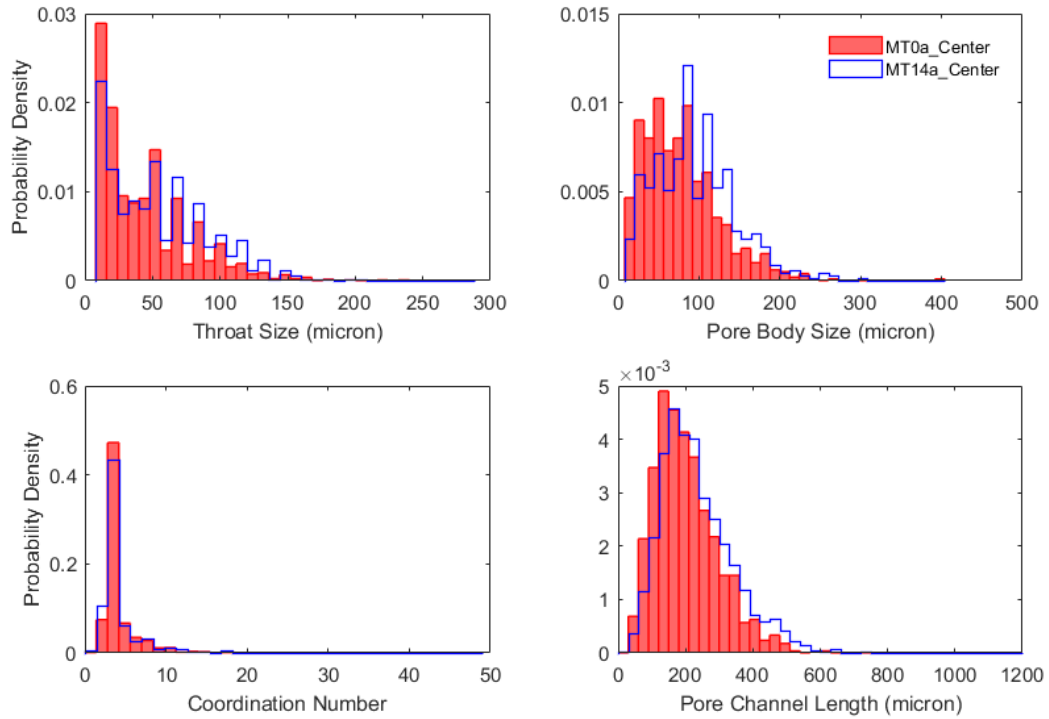 0.03
0.02
0.01
0
Probability Density
0 50 100 150 200 250 300
Throat Size (micron)
0.015
0.01
0.005
0
MT0a_Center
MT14a_Center
0 100 200 300 400 500
Pore Body Size (micron)
0.6
0.4
0.2
0
Probability Density
0 10 20 30 40 50
Coordination Number
×10⁻³
5
4
3
2
1
0
0 200 400 600 800 1000 1200
Pore Channel Length (micron)